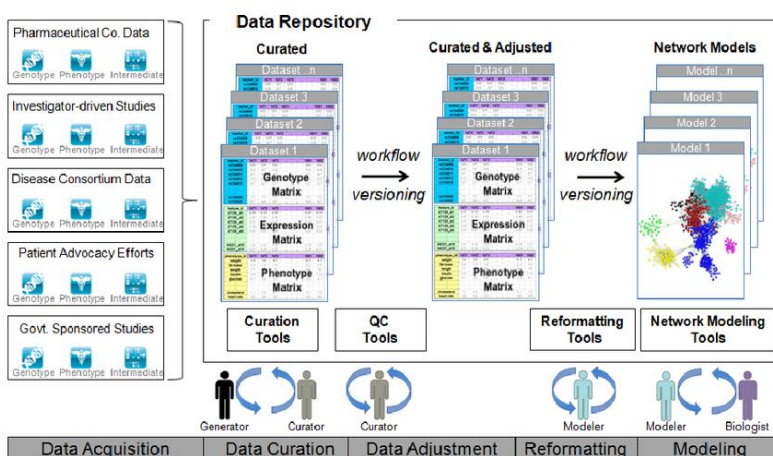 Pharmaceutical Co. Data
Genotype Phenotype Intermediate
Investigator-driven Studies
Genotype Phenotype Intermediate
Disease Consortium Data
Genotype Phenotype Intermediate
Patient Advocacy Efforts
Genotype Phenotype Intermediate
Govt. Sponsored Studies
Genotype Phenotype Intermediate
Data Repository
Curated
Dataset ..n
Dataset 3
Dataset 2
Dataset 1
Genotype
Matrix
Expression
Matrix
Phenotype
Matrix
workflow
versioning
Curated & Adjusted
Dataset ..n
Dataset 3
Dataset 2
Dataset 1
Genotype
Matrix
Expression
Matrix
Phenotype
Matrix
workflow
versioning
Network Models
Model ..n
Model 3
Model 2
Model 1
Curation
Tools
QC
Tools
Reformatting
Tools
Network Modeling
Tools
Generator
Curator
Curator
Modeler
Modeler
Biologist
Data Acquisition
Data Curation
Data Adjustment
Reformatting
Modeling